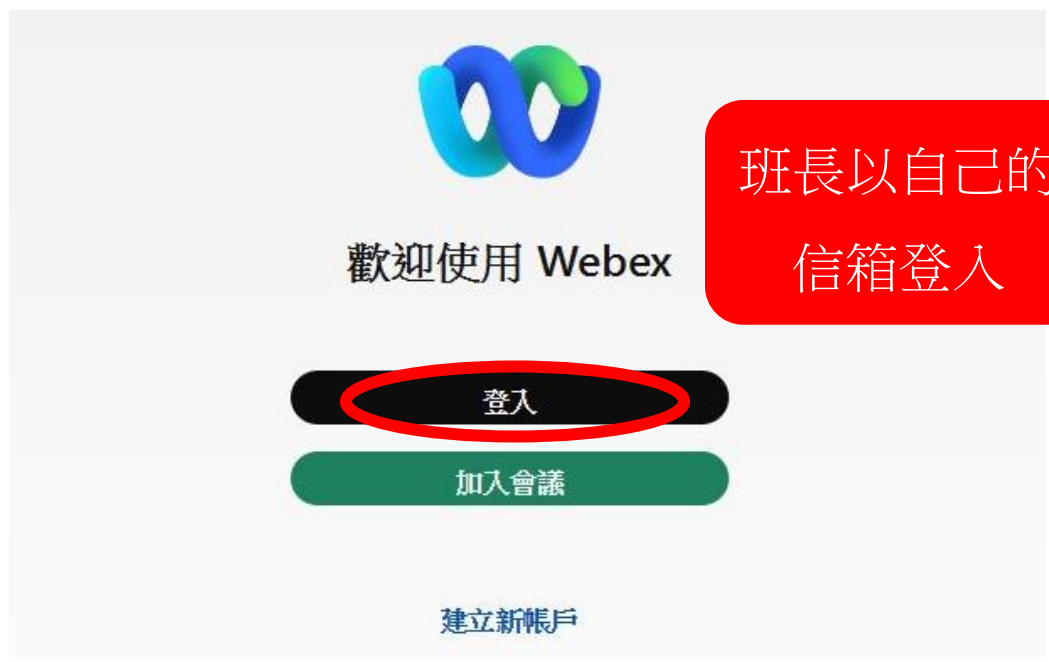 班長以自己的
信箱登入
歡迎使用 Webex
登入
加入會議
建立新帳戶